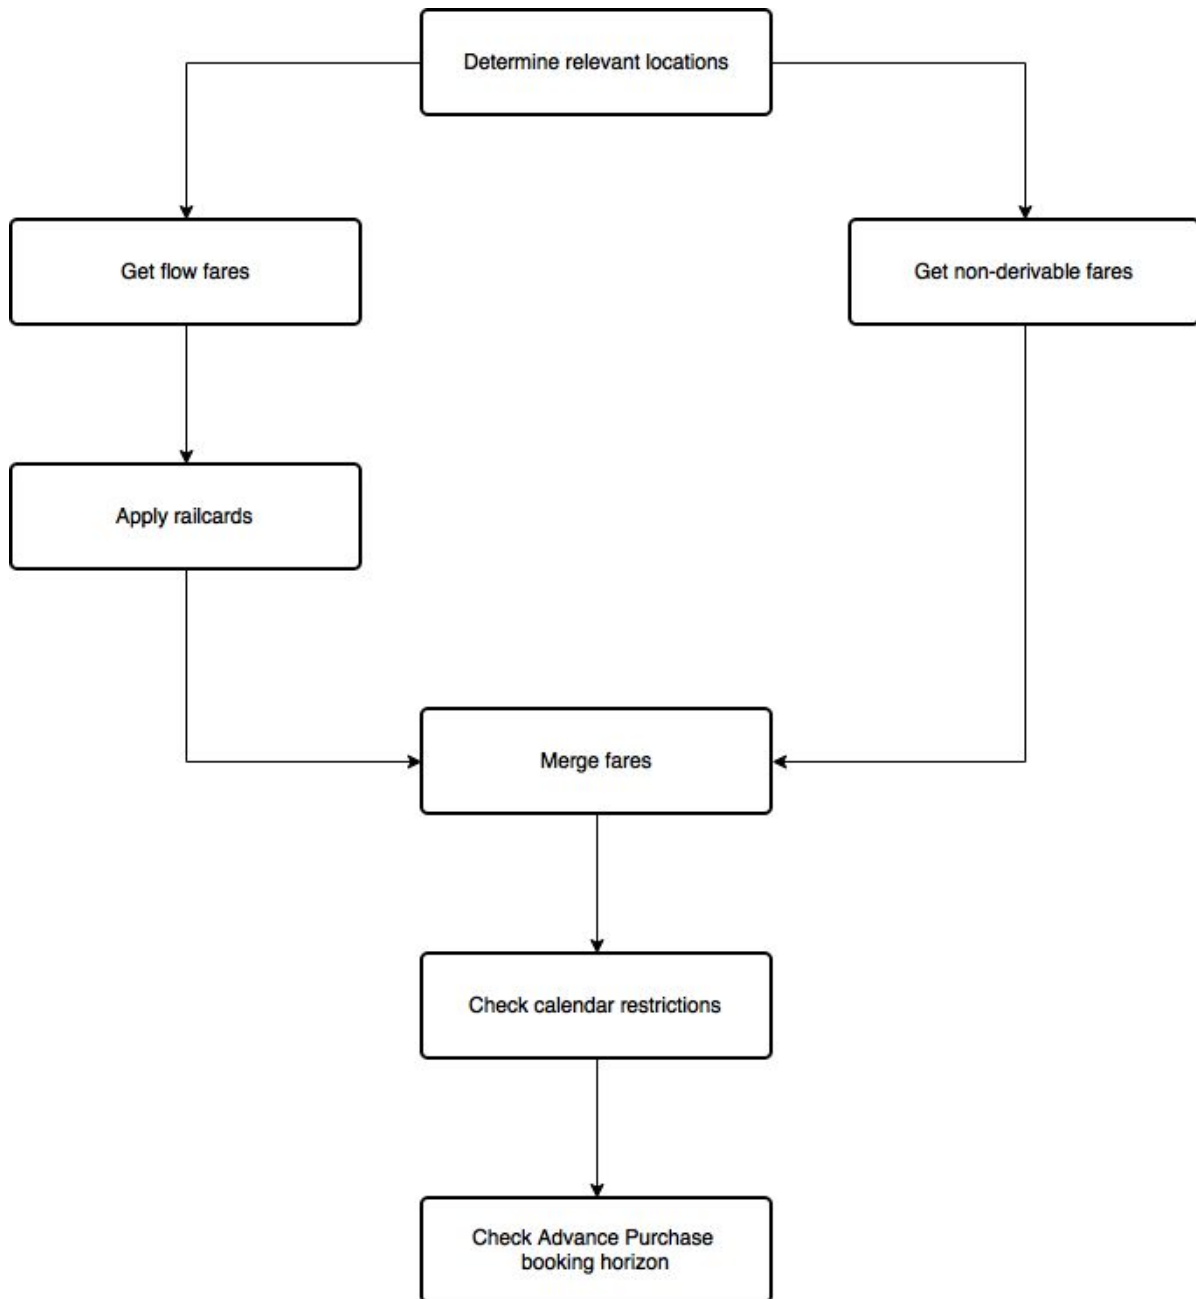 Determine relevant locations
Get flow fares
Get non-derivable fares
Apply railcards
Merge fares
Check calendar restrictions
Check Advance Purchase
booking horizon